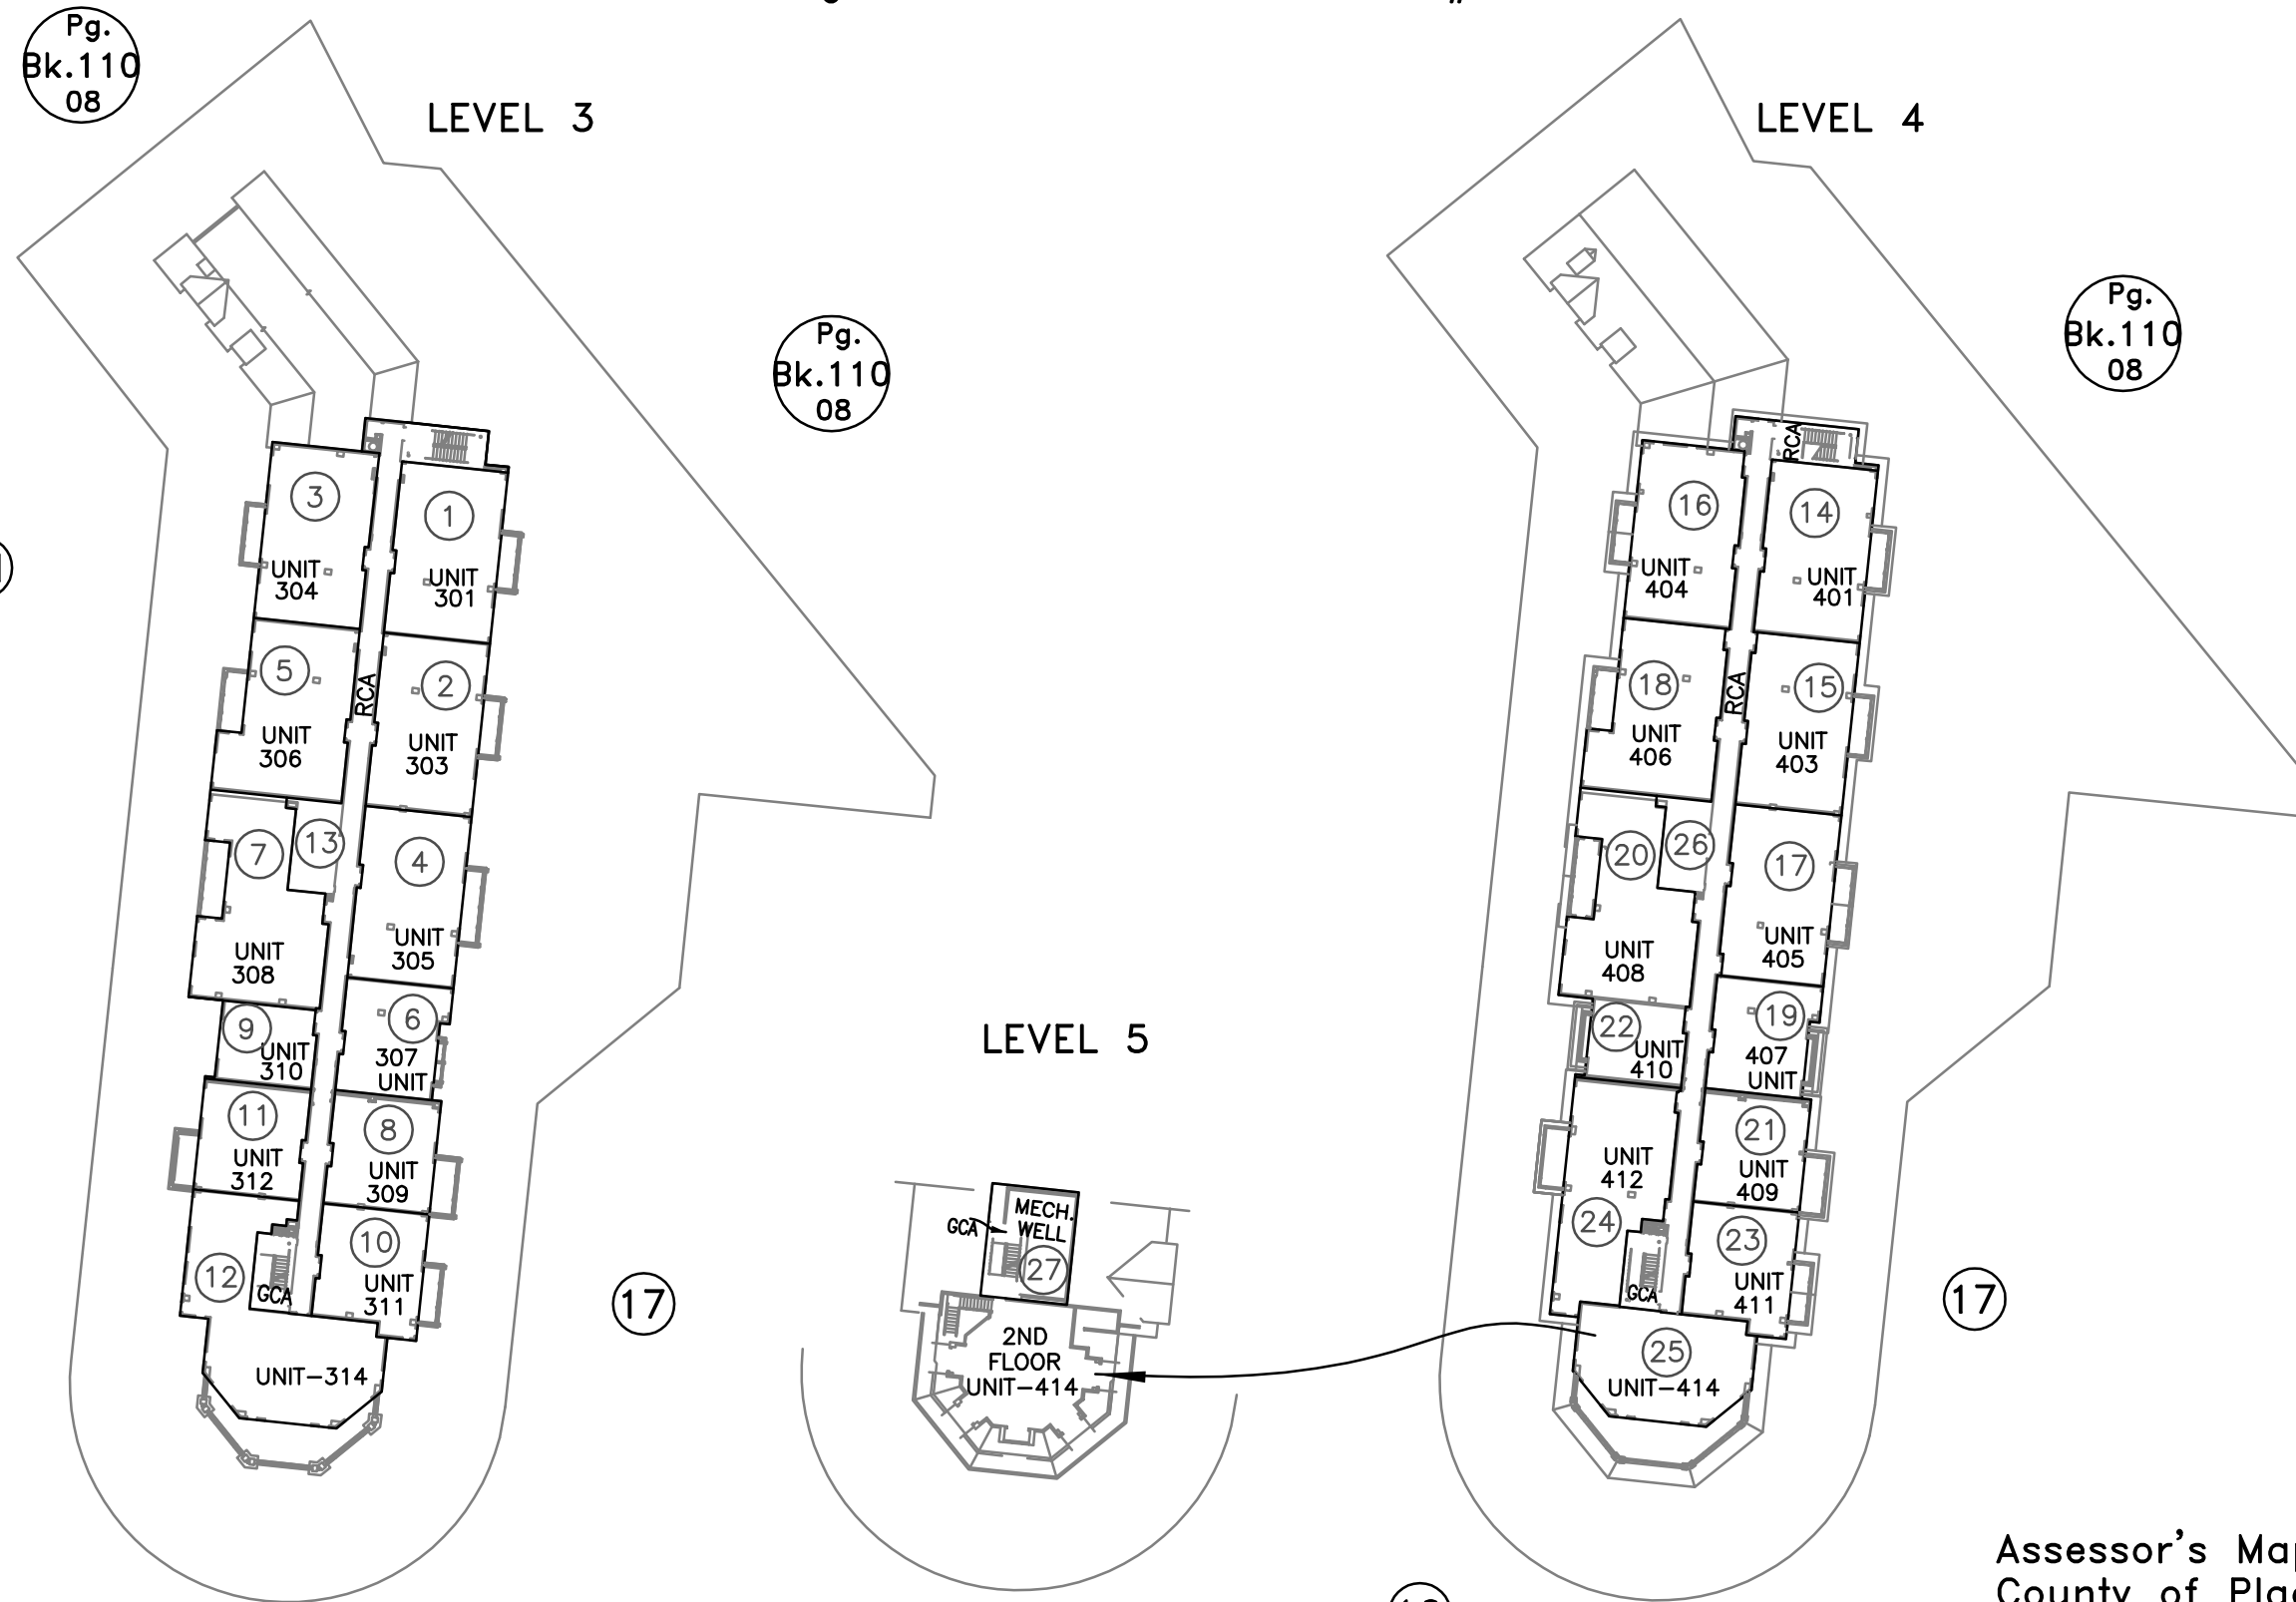 Pg.
Bk.110
08
LEVEL 3
3
1
UNIT
304
UNIT
301
5
2
RCA
UNIT
306
UNIT
303
7
13
4
UNIT
308
UNIT
305
9
6
UNIT
310
307
UNIT
11
8
UNIT
312
UNIT
309
12
10
GCA
UNIT
311
UNIT-314
Pg.
Bk.110
08
17
LEVEL 5
MECH.
WELL
GCA
27
2ND
FLOOR
UNIT-414
LEVEL 4
Pg.
Bk.110
08
RCA
16
14
UNIT
404
UNIT
401
18
15
RCA
UNIT
406
UNIT
403
20
26
17
UNIT
408
UNIT
405
22
19
UNIT
410
407
UNIT
21
UNIT
412
UNIT
409
24
23
GCA
UNIT
411
25
UNIT-414
17
Assessor's Map
County of